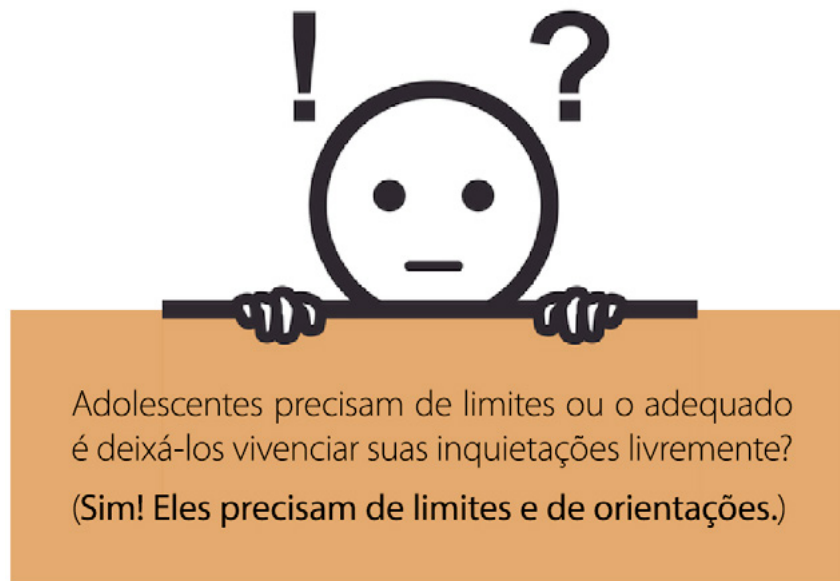 ! ?
Adolescentes precisam de limites ou o adequado
é deixá-los vivenciar suas inquietações livremente?
(Sim! Eles precisam de limites e de orientações.)